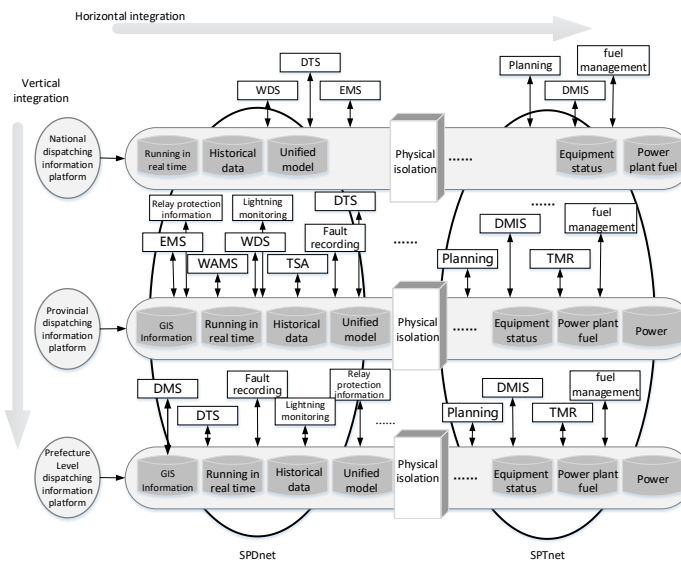 Horizontal integration
Vertical
integration
DTS
WDS
EMS
Planning
fuel
management
DMIS
National
dispatching
information
platform
Running in
real time
Historical
data
Unified
model
Physical
isolation
......
Equipment
status
Power
plant fuel
Relay protection
information
Lightning
monitoring
DTS
Fault
recording
EMS
WDS
WAMS
TSA
......
......
DMIS
fuel
management
Planning
TMR
Provincial
dispatching
information
platform
GIS
Information
Running in
real time
Historical
data
Unified
model
Physical
isolation
......
Equipment
status
Power plant
fuel
Power
DMS
DTS
Fault
recording
Lightning
monitoring
Relay
protection
information
......
Planning
DMIS
TMR
fuel
management
Prefecture
Level
dispatching
information
platform
GIS
Information
Running in
real time
Historical
data
Unified
model
Physical
isolation
......
Equipment
status
Power plant
fuel
Power
SPDnet
SPTnet